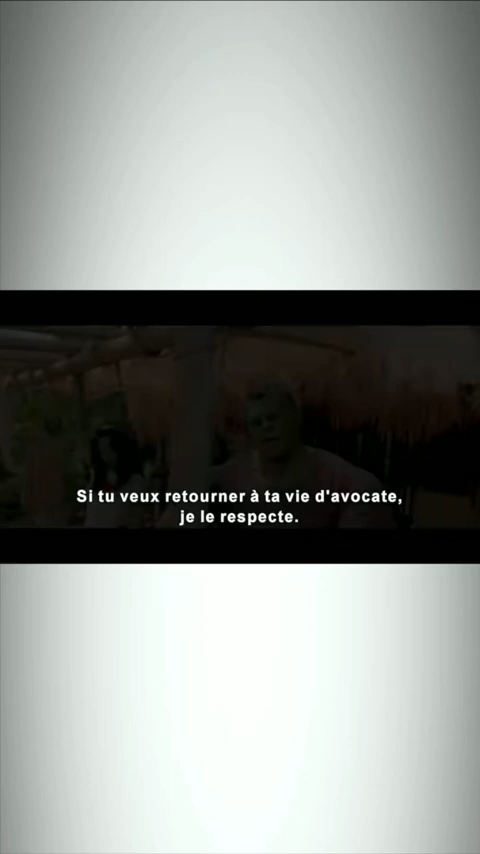 Si tu veux retourner à ta vie d'avocate,
je le respecte.